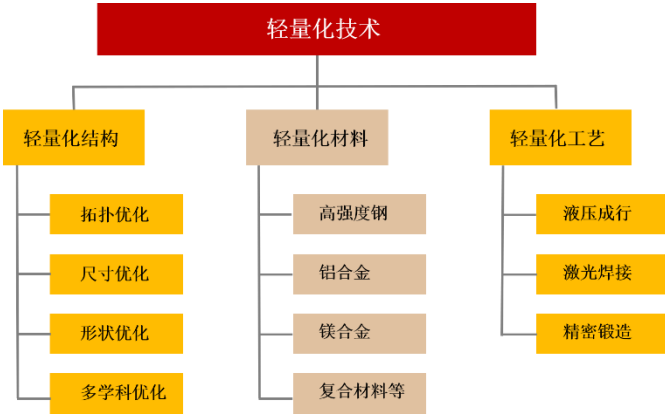 轻量化技术
轻量化结构
轻量化材料
轻量化工艺
拓扑优化
高强度钢
液压成行
尺寸优化
铝合金
激光焊接
形状优化
镁合金
精密锻造
多学科优化
复合材料等